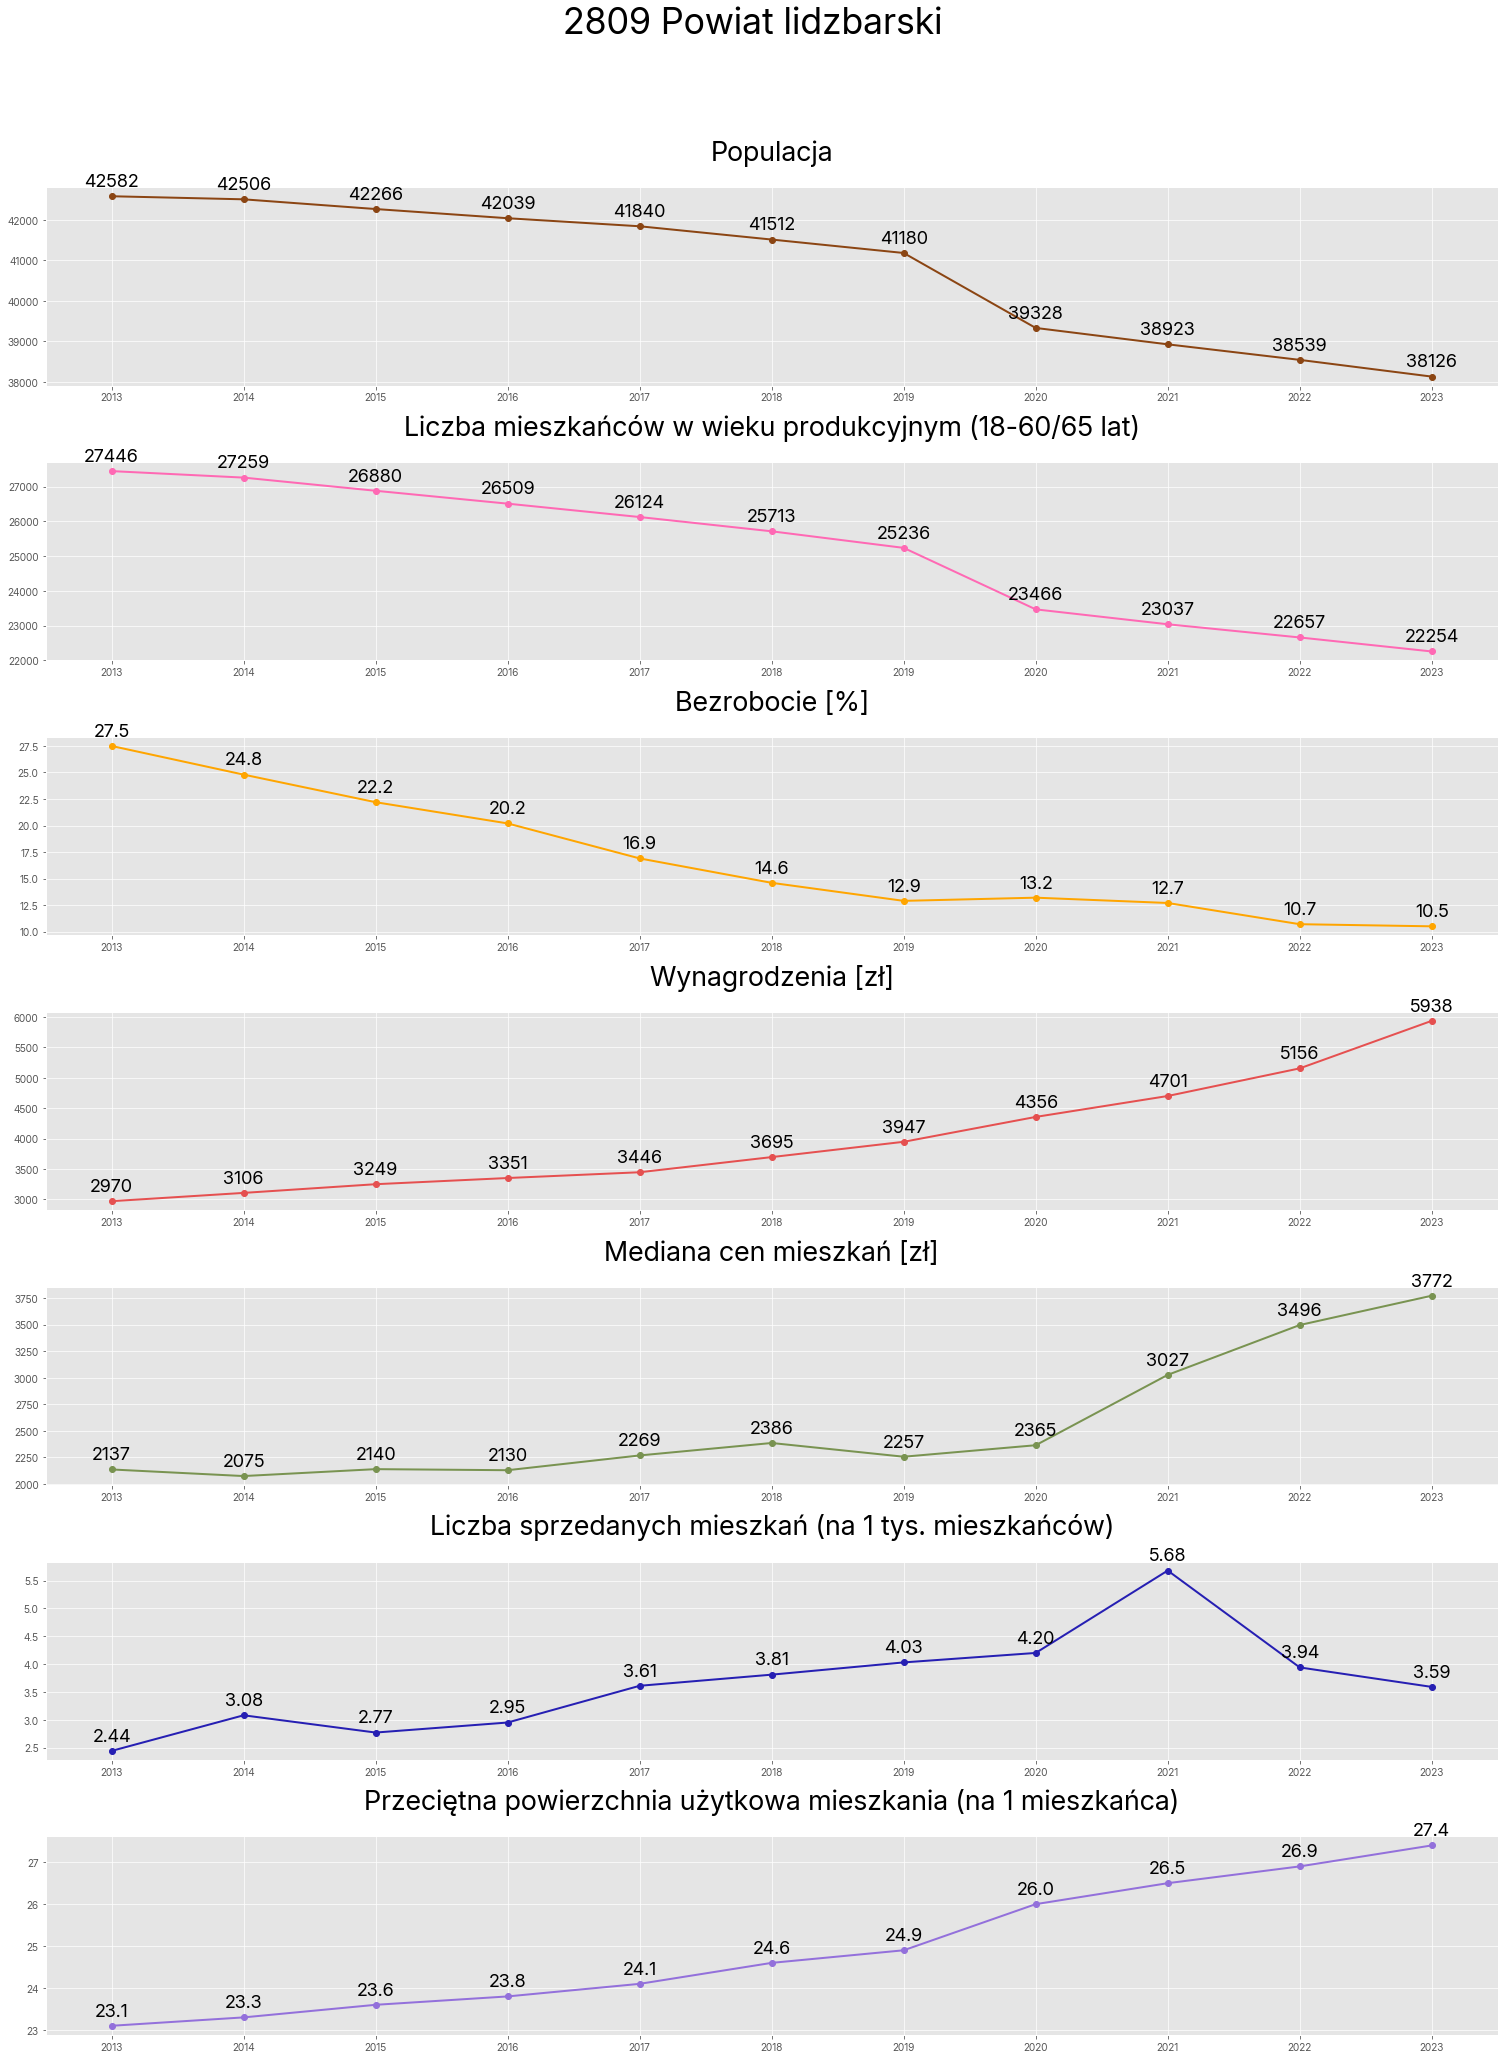 2809 Powiat lidzbarski
Populacja
42582 42506 42266 42039 41840 41512 41180 39328 38923 38539 38126
42000
41000
40000
39000
38000
2013 2014 2015 2016 2017 2018 2019 2020 2021 2022 2023
Liczba mieszkańców w wieku produkcyjnym (18-60/65 lat)
27446 27259 26880 26509 26124 25713 25236 23466 23037 22657 22254
27000
26000
25000
24000
23000
22000
2013 2014 2015 2016 2017 2018 2019 2020 2021 2022 2023
Bezrobocie [%]
27.5 24.8 22.2 20.2 16.9 14.6 12.9 13.2 12.7 10.7 10.5
27.5
25.0
22.5
20.0
17.5
15.0
12.5
10.0
2013 2014 2015 2016 2017 2018 2019 2020 2021 2022 2023
Wynagrodzenia [zł]
2970 3106 3249 3351 3446 3695 3947 4356 4701 5156 5938
6000
5500
5000
4500
4000
3500
3000
2013 2014 2015 2016 2017 2018 2019 2020 2021 2022 2023
Mediana cen mieszkań [zł]
2137 2075 2140 2130 2269 2386 2257 2365 3027 3496 3772
3750
3500
3250
3000
2750
2500
2250
2000
2013 2014 2015 2016 2017 2018 2019 2020 2021 2022 2023
Liczba sprzedanych mieszkań (na 1 tys. mieszkańców)
2.44 3.08 2.77 2.95 3.61 3.81 4.03 4.20 5.68 3.94 3.59
5.5
5.0
4.5
4.0
3.5
3.0
2.5
2013 2014 2015 2016 2017 2018 2019 2020 2021 2022 2023
Przeciętna powierzchnia użytkowa mieszkania (na 1 mieszkańca)
23.1 23.3 23.6 23.8 24.1 24.6 24.9 26.0 26.5 26.9 27.4
27
26
25
24
23
2013 2014 2015 2016 2017 2018 2019 2020 2021 2022 2023